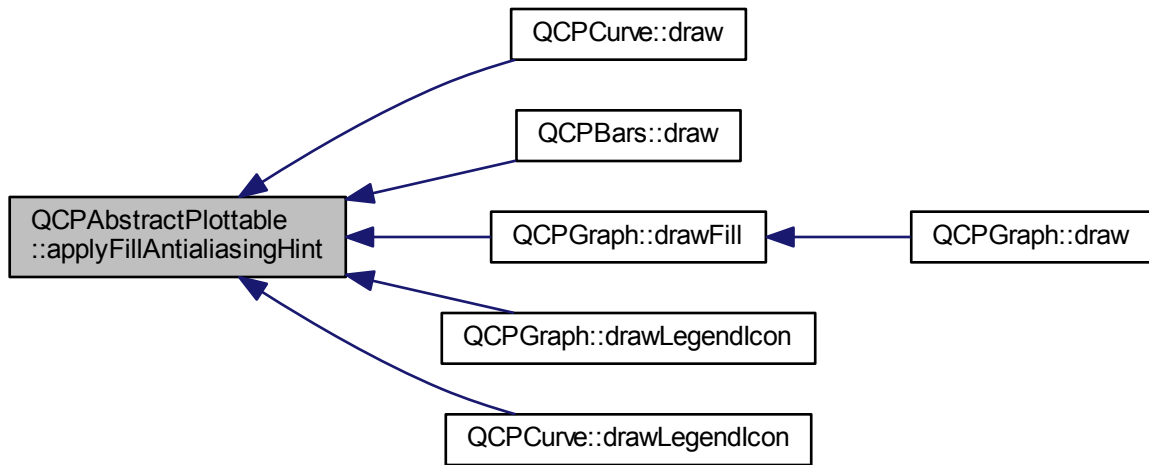 QCPCurve::draw
QCPBars::draw
QCPAbstractPlottable
::applyFillAntialiasingHint
QCPGraph::drawFill
QCPGraph::draw
QCPGraph::drawLegendIcon
QCPCurve::drawLegendIcon